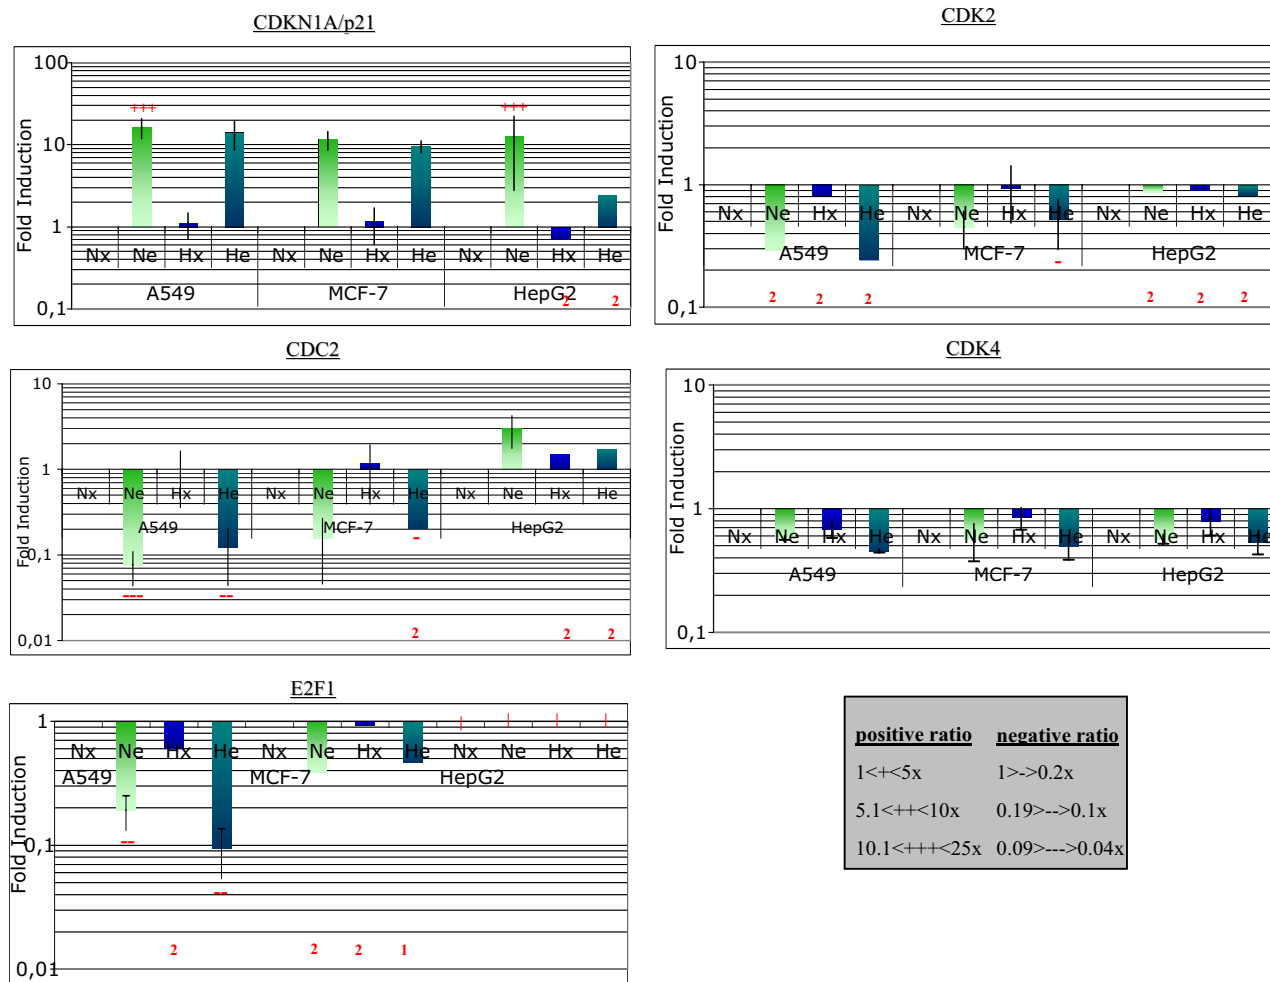 CDKN1A/p21
100
10
1
0,1
Fold Induction
+++
+++
Nx Ne Hx He Nx Ne Hx He Nx Ne Hx He
A549 MCF-7 HepG2
2 2
CDK2
10
1
0,1
Fold Induction
Nx Ne Hx He Nx Ne Hx He Nx Ne Hx He
A549 MCF-7 HepG2
-
2 2 2 2 2 2
CDC2
10
1
0,1
0,01
Fold Induction
Nx Ne Hx He Nx Ne Hx He Nx Ne Hx He
A549 MCF-7 HepG2
-
--- --
2 2 2
CDK4
10
1
0,1
Fold Induction
Nx Ne Hx He Nx Ne Hx He Nx Ne Hx He
A549 MCF-7 HepG2
E2F1
1
0,1
0,01
Fold Induction
Nx Ne Hx He Nx Ne Hx He Nx Ne Hx He
A549 MCF-7 HepG2
--
--
2 2 2 1
positive ratio negative ratio
1<+<5x 1>->0.2x
5.1<++<10x 0.19>-->0.1x
10.1<+++<25x 0.09>--->0.04x